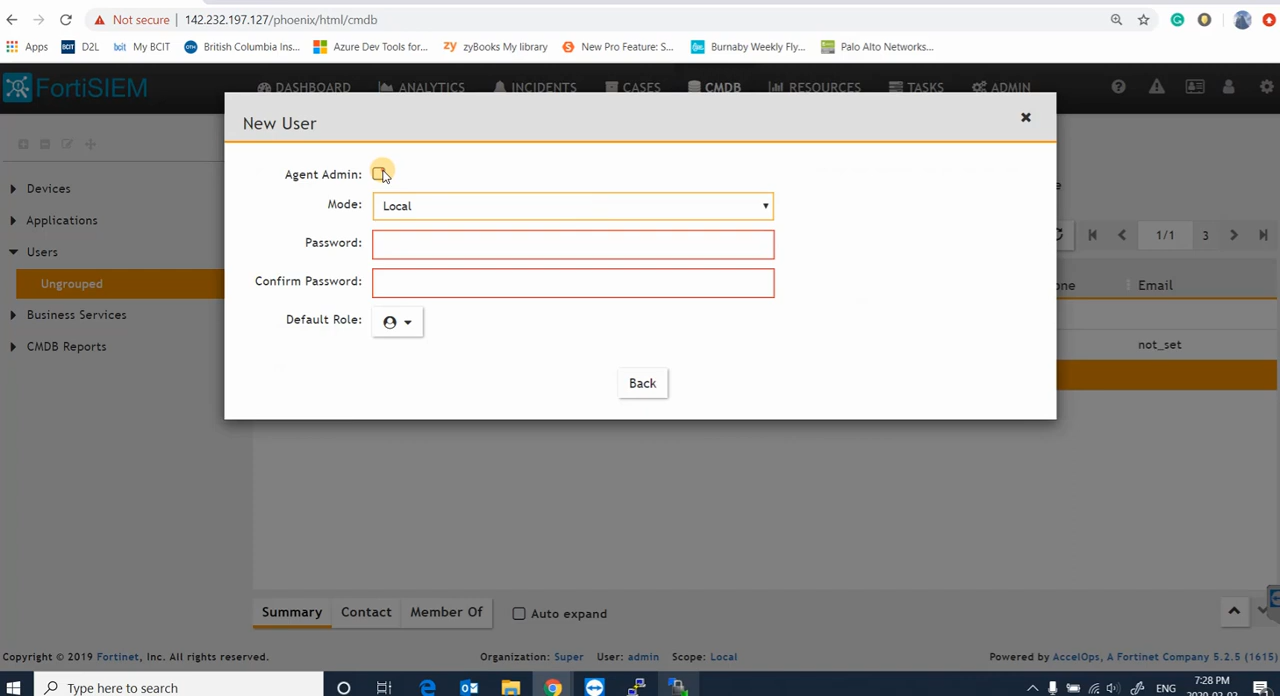 Not secure | 142.232.197.127/phoenix/html/cmdb
Apps D2L bcit My BCIT British Columbia Ins... Azure Dev Tools for... zy zyBooks My library New Pro Feature: S... Burnaby Weekly Fly... Palo Alto Networks...
FortiSIEM DASHBOARD ANALYTICS INCIDENTS CASES CMDB RESOURCES TASKS ADMIN
New User
Agent Admin:
Devices
Mode: Local
Applications
1/1 3
Password:
Users
Confirm Password:
Ungrouped
Email
Business Services
Default Role:
CMDB Reports
not_set
Back
Summary Contact Member Of Auto expand
Copyright © 2019 Fortinet, Inc. All rights reserved. Organization: Super User: admin Scope: Local Powered by AccelOps, A Fortinet Company 5.2.5 (1615)
Type here to search
ENG 7:28 PM